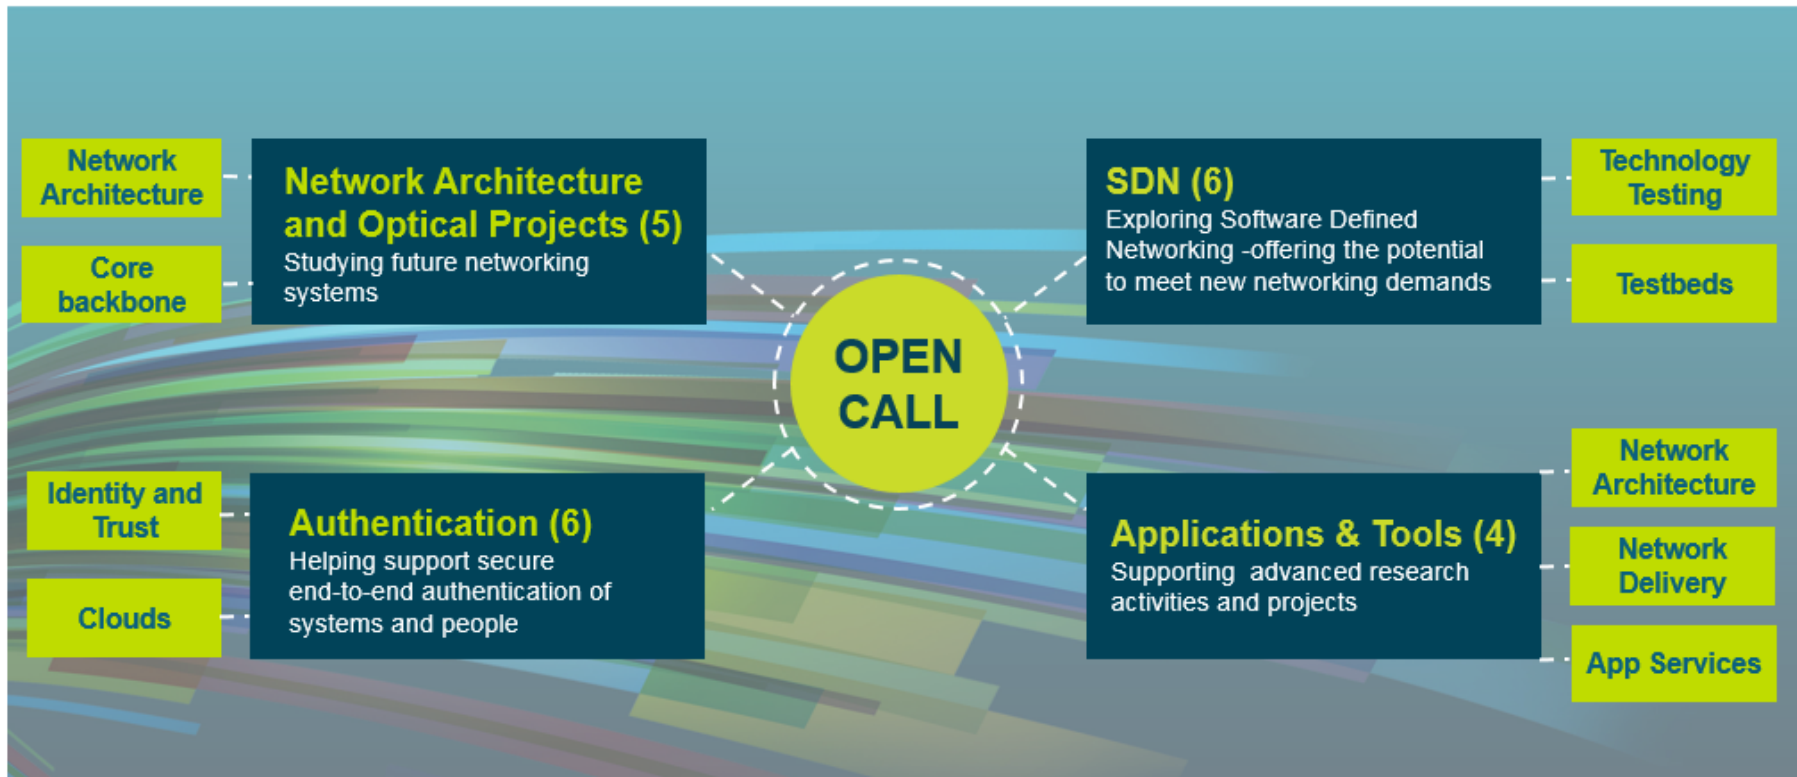 Network
Architecture
Core
backbone
Network Architecture
and Optical Projects (5)
Studying future networking
systems
SDN (6)
Exploring Software Defined
Networking -offering the potential
to meet new networking demands
Technology
Testing
Testbeds
OPEN
CALL
Identity and
Trust
Clouds
Authentication (6)
Helping support secure
end-to-end authentication of
systems and people
Applications & Tools (4)
Supporting advanced research
activities and projects
Network
Architecture
Network
Delivery
App Services